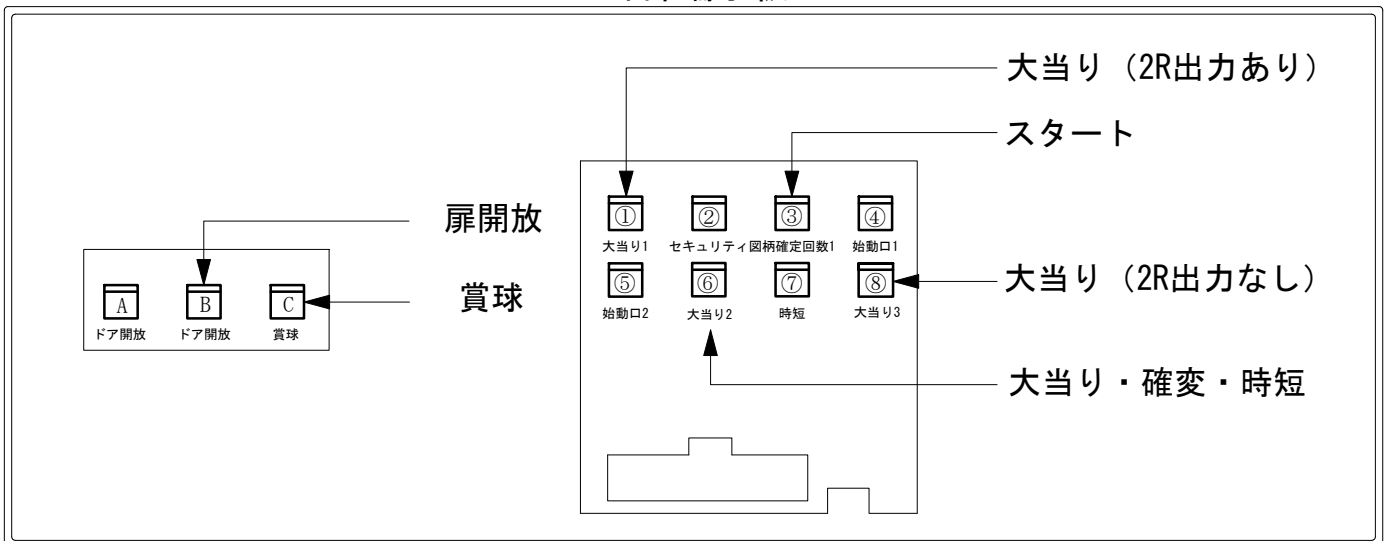 大当り（2R出力あり）
スタート
① ② ③ ④
大当り1 セキュリティ 図柄確定回数1 始動口1
扉開放
⑤ ⑥ ⑦ ⑧
始動口2 大当り2 時短 大当り3
大当り（2R出力なし）
A B C
ドア開放 ドア開放 賞球
賞球
大当り・確変・時短